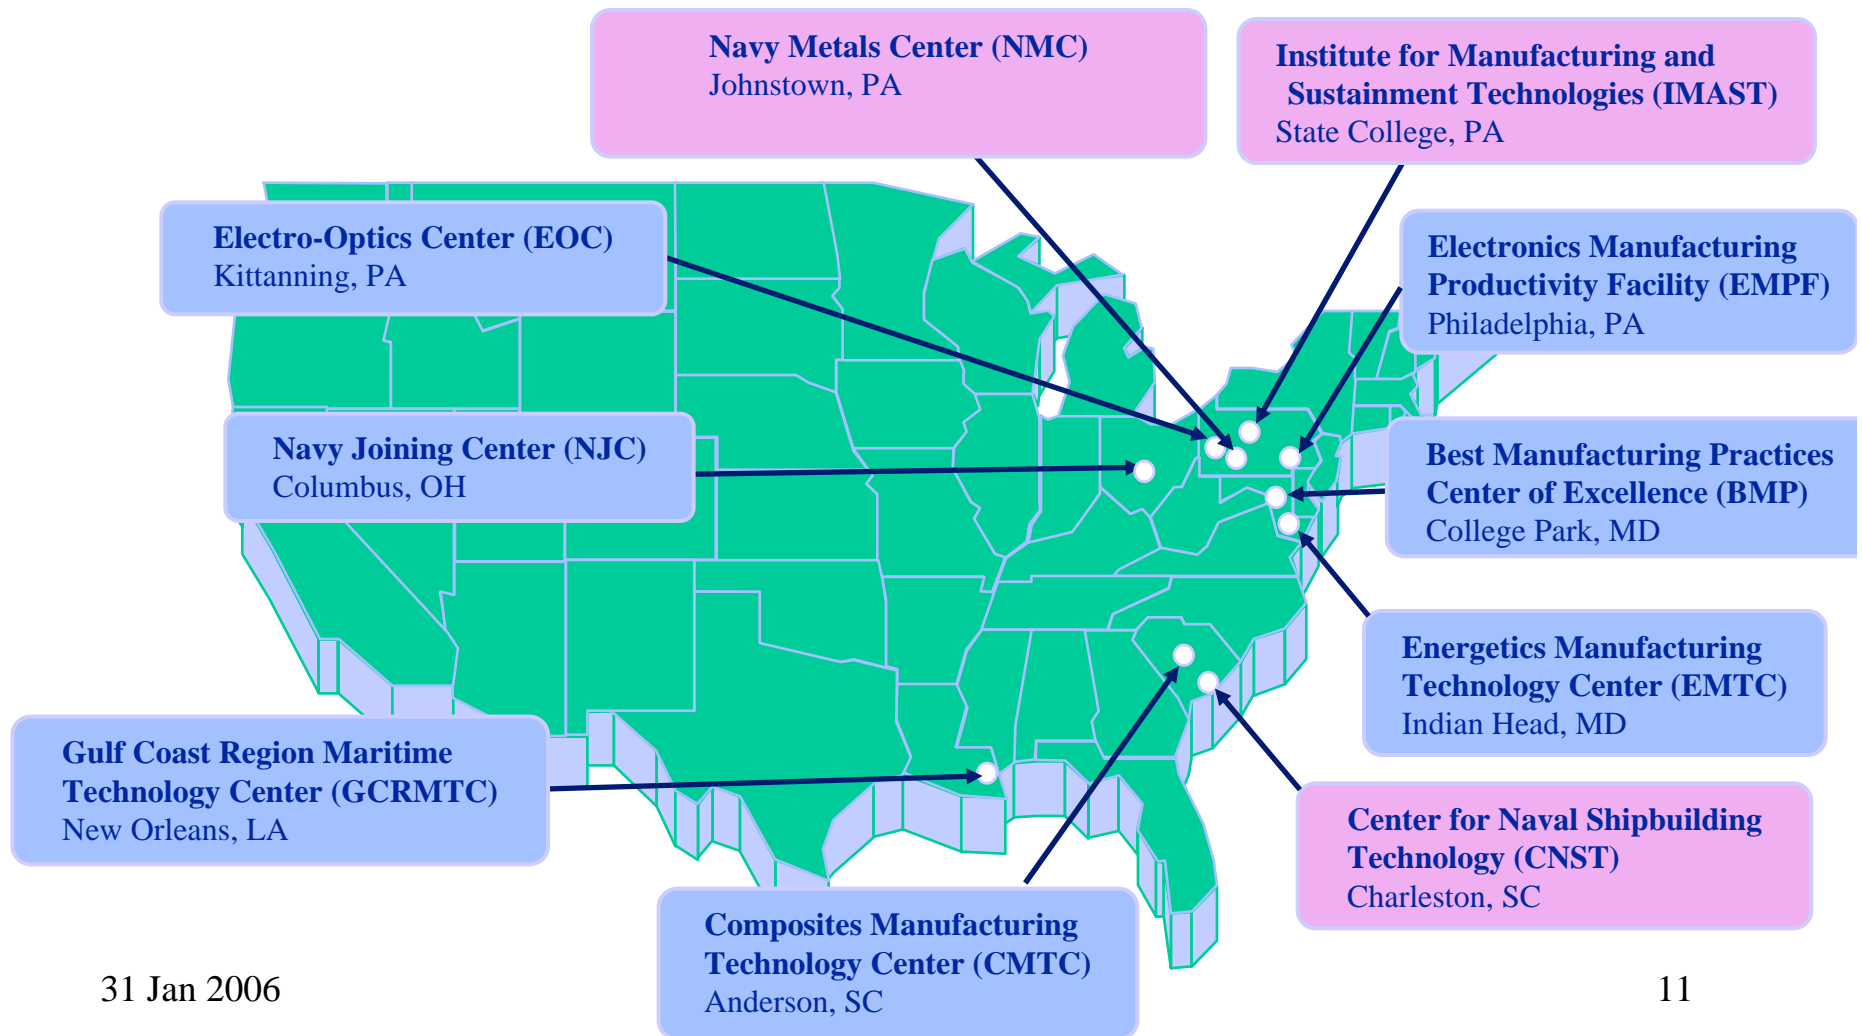 Navy Metals Center (NMC)
Johnstown, PA
Institute for Manufacturing and
Sustainment Technologies (IMAST)
State College, PA
Electro-Optics Center (EOC)
Kittanning, PA
Electronics Manufacturing
Productivity Facility (EMPF)
Philadelphia, PA
Navy Joining Center (NJC)
Columbus, OH
Best Manufacturing Practices
Center of Excellence (BMP)
College Park, MD
Energetics Manufacturing
Technology Center (EMTC)
Indian Head, MD
Gulf Coast Region Maritime
Technology Center (GCRMTC)
New Orleans, LA
Center for Naval Shipbuilding
Technology (CNST)
Charleston, SC
Composites Manufacturing
Technology Center (CMTC)
Anderson, SC
31 Jan 2006
11